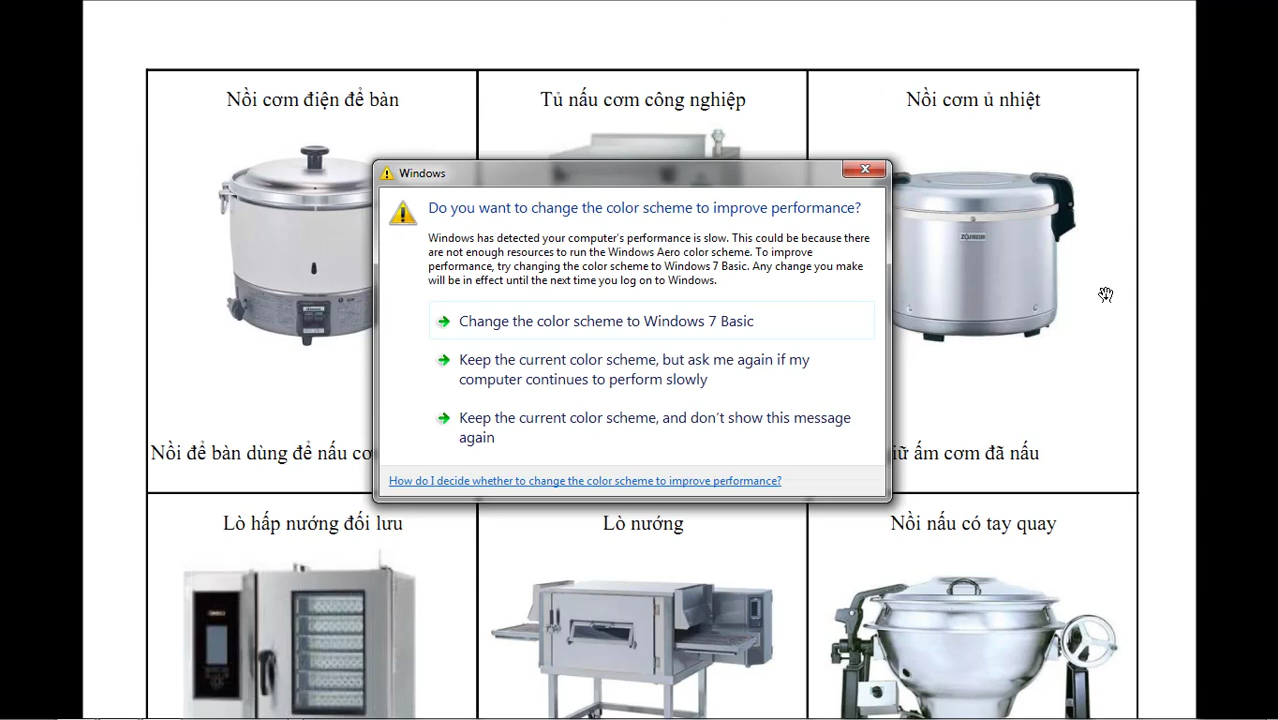 Nồi cơm điện để bàn
Tủ nấu cơm công nghiệp
Nồi cơm ủ nhiệt
Windows
Do you want to change the color scheme to improve performance?
Windows has detected your computer's performance is slow. This could be because there
are not enough resources to run the Windows Aero color scheme. To improve
performance, try changing the color scheme to Windows 7 Basic. Any change you make
will be in effect until the next time you log on to Windows.
Change the color scheme to Windows 7 Basic
Keep the current color scheme, but ask me again if my
computer continues to perform slowly
Keep the current color scheme, and don't show this message
again
How do I decide whether to change the color scheme to improve performance?
ZOJIRUSHI
Nồi để bàn dùng để nấu
ấm cơm đã nấu
Lò hấp nướng đối lưu
Lò nướng
Nồi nấu có tay quay